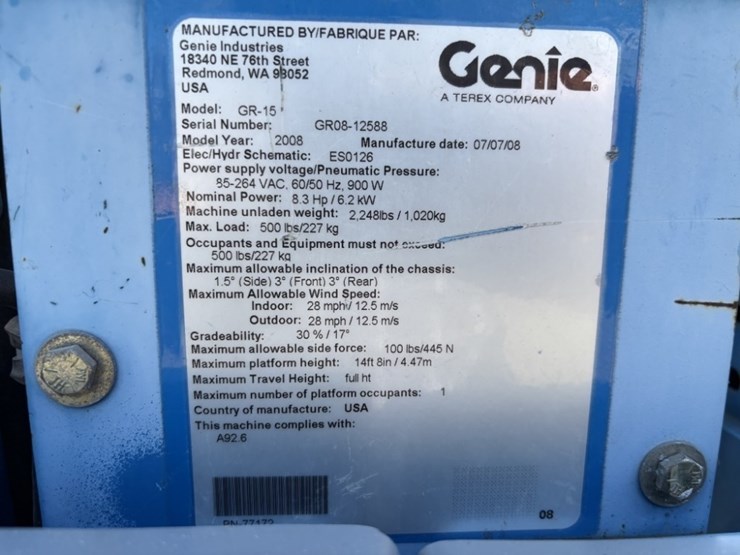 MANUFACTURED BY/FABRIQUE PAR:
Genie Industries
18340 NE 76th Street
Redmond, WA 98052
USA
Genie
A TEREX COMPANY
Model: GR-15
Serial Number: GR08-12588
Model Year: 2008 Manufacture date: 07/07/08
Elec/Hydr Schematic: ES0126
Power supply voltage/Pneumatic Pressure:
85-264 VAC, 60/50 Hz, 900 W
Nominal Power: 8.3 Hp / 6.2 kW
Machine unladen weight: 2,248lbs / 1,020kg
Max. Load: 500 lbs/227 kg
Occupants and Equipment must not exceed:
500 lbs/227 kg
Maximum allowable inclination of the chassis:
1.5° (Side) 3° (Front) 3° (Rear)
Maximum Allowable Wind Speed:
Indoor: 28 mph/ 12.5 m/s
Outdoor: 28 mph / 12.5 m/s
Gradeability: 30 % / 17°
Maximum allowable side force: 100 lbs/445 N
Maximum platform height: 14ft 8in / 4.47m
Maximum Travel Height: full ht
Maximum number of platform occupants: 1
Country of manufacture: USA
This machine complies with:
A92.6
PN-77172
08